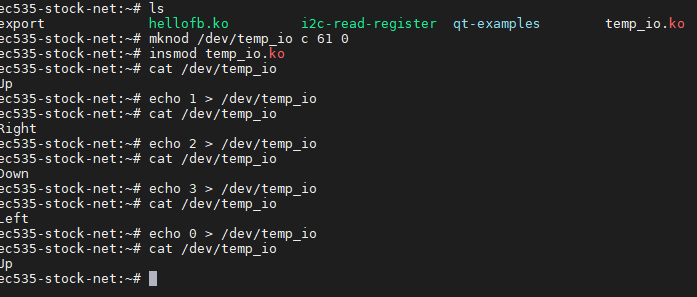 ec535-stock-net:~# ls
export hellofb.ko i2c-read-register qt-examples temp_io.ko
ec535-stock-net:~# mknod /dev/temp_io c 61 0
ec535-stock-net:~# insmod temp_io.ko
ec535-stock-net:~# cat /dev/temp_io
Up
ec535-stock-net:~# echo 1 > /dev/temp_io
ec535-stock-net:~# cat /dev/temp_io
Right
ec535-stock-net:~# echo 2 > /dev/temp_io
ec535-stock-net:~# cat /dev/temp_io
Down
ec535-stock-net:~# echo 3 > /dev/temp_io
ec535-stock-net:~# cat /dev/temp_io
Left
ec535-stock-net:~# echo 0 > /dev/temp_io
ec535-stock-net:~# cat /dev/temp_io
Up
ec535-stock-net:~#